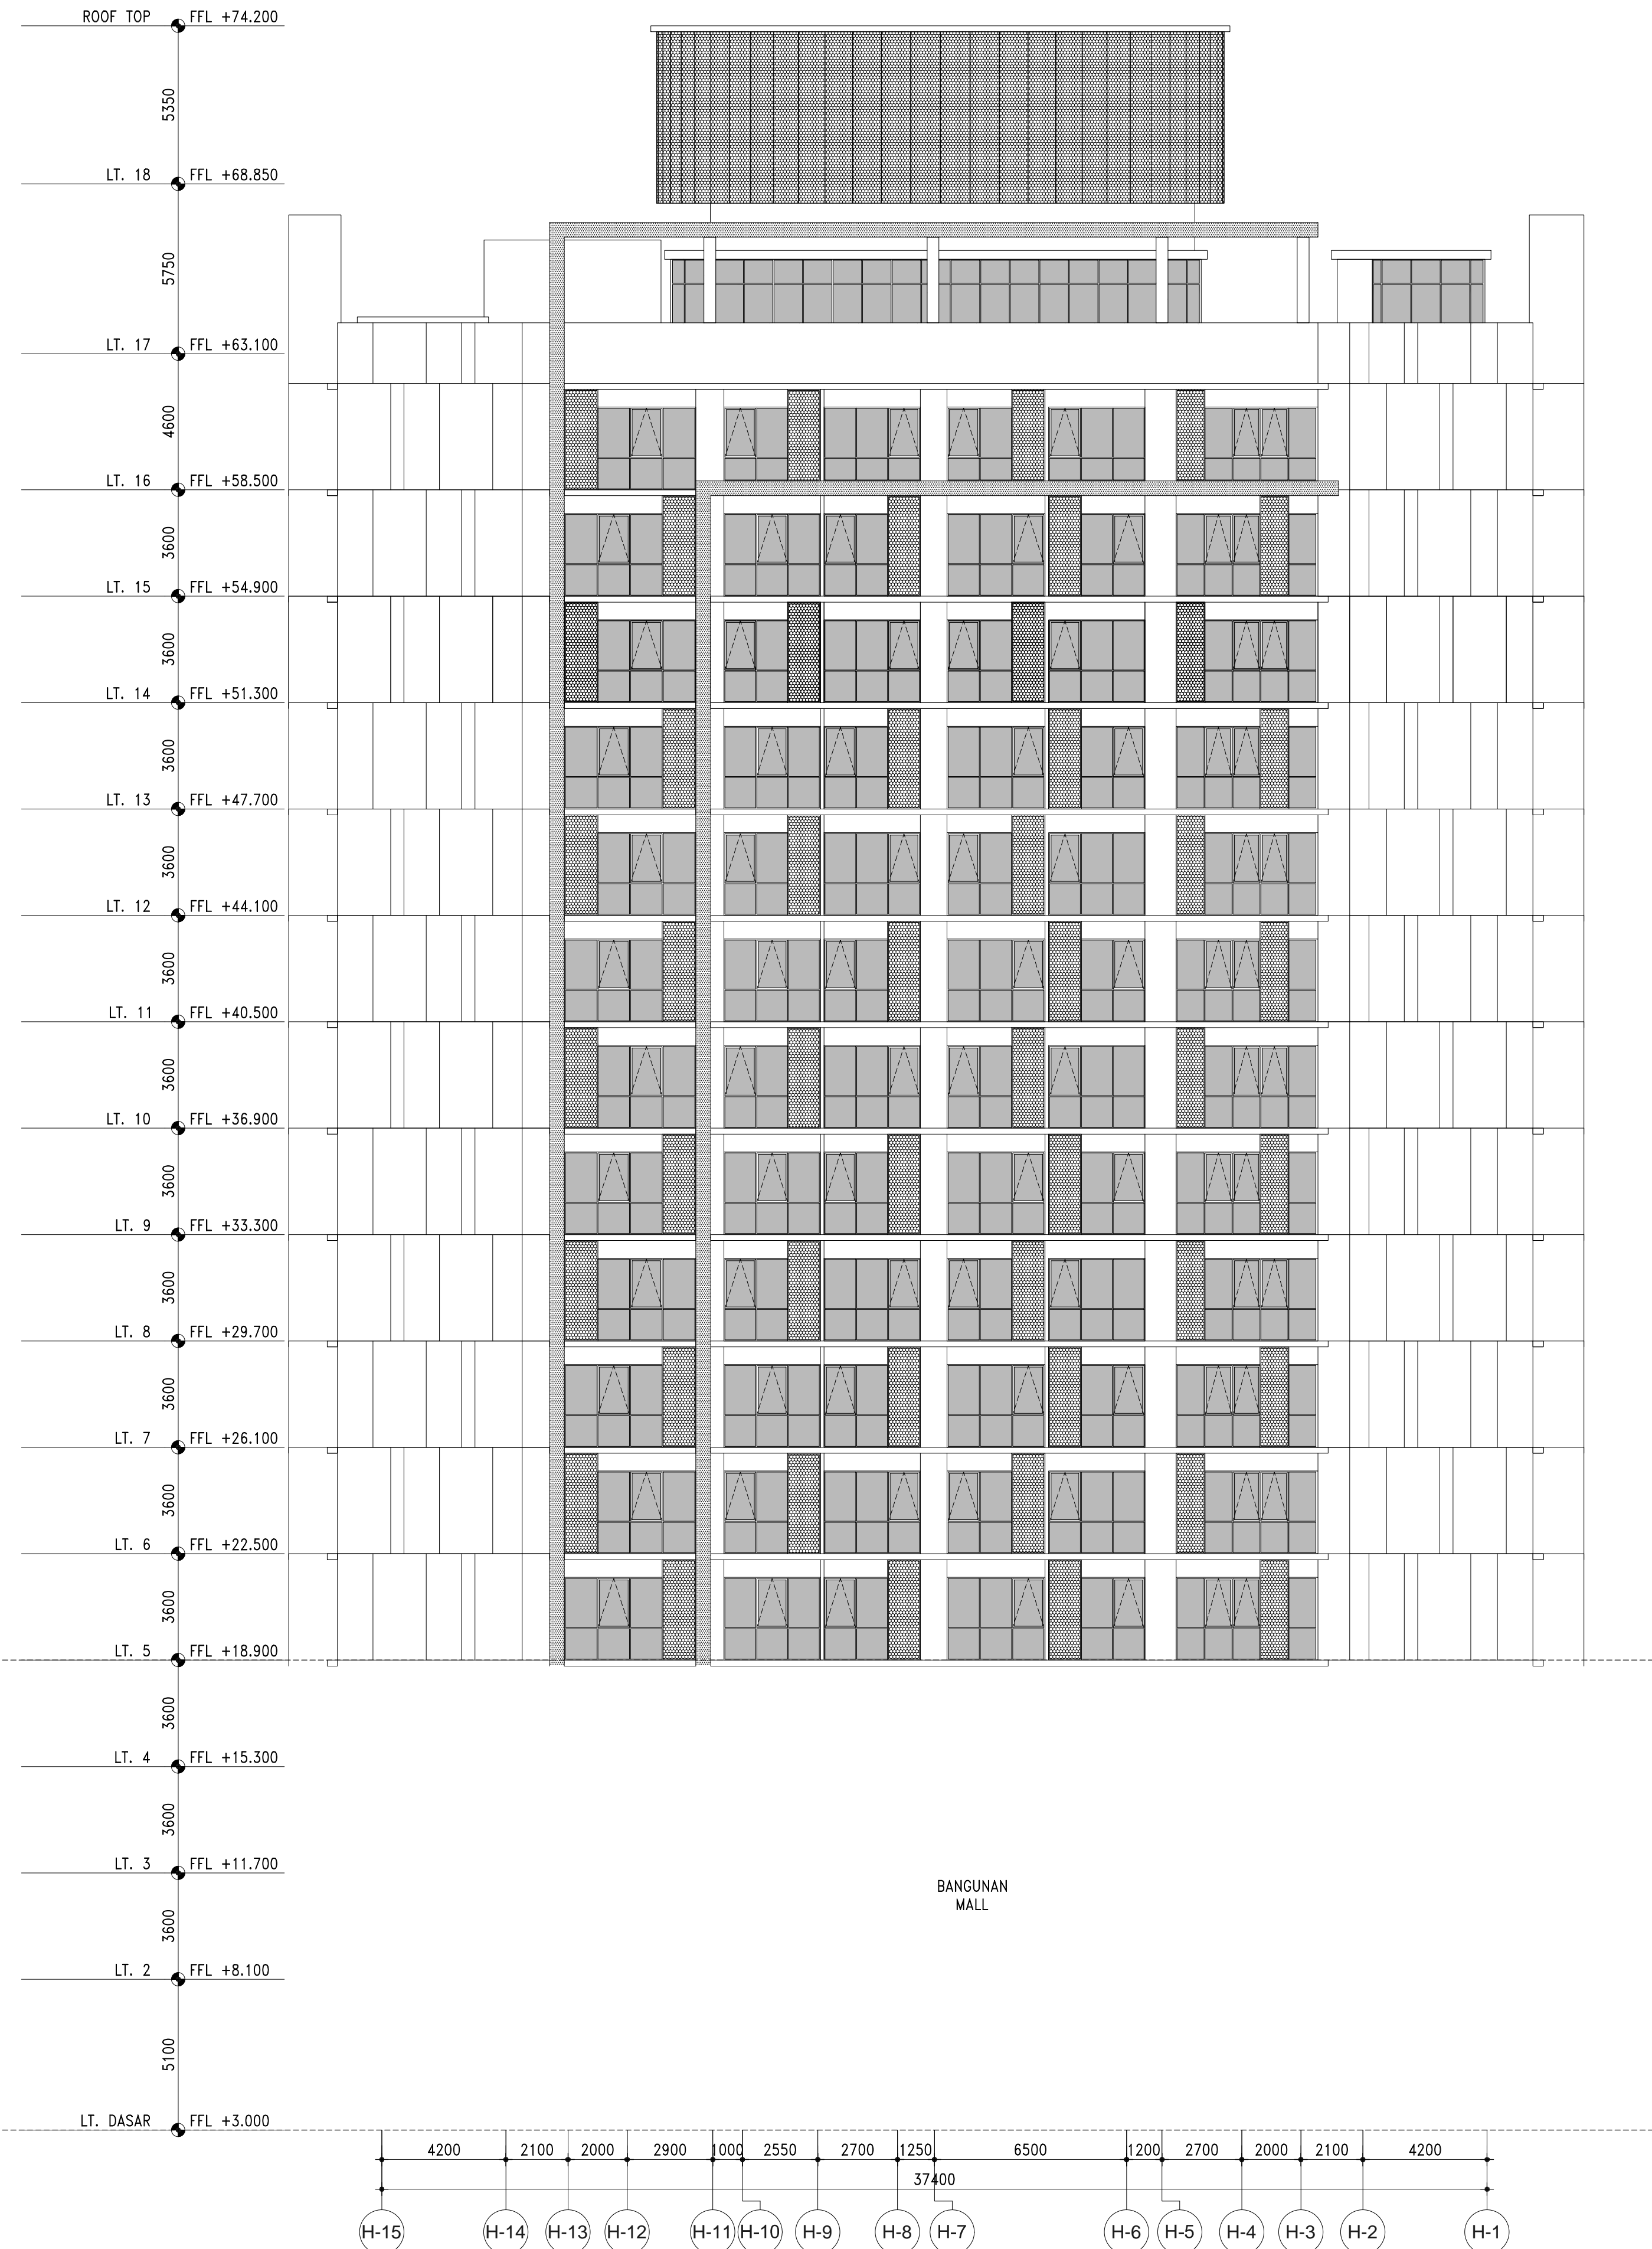 ROOF TOP FFL +74.200
5350
LT. 18 FFL +68.850
5750
LT. 17 FFL +63.100
4600
LT. 16 FFL +58.500
3600
LT. 15 FFL +54.900
3600
LT. 14 FFL +51.300
3600
LT. 13 FFL +47.700
3600
LT. 12 FFL +44.100
3600
LT. 11 FFL +40.500
3600
LT. 10 FFL +36.900
3600
LT. 9 FFL +33.300
3600
LT. 8 FFL +29.700
3600
LT. 7 FFL +26.100
3600
LT. 6 FFL +22.500
3600
LT. 5 FFL +18.900
3600
LT. 4 FFL +15.300
3600
LT. 3 FFL +11.700
BANGUNAN
MALL
3600
LT. 2 FFL +8.100
5100
LT. DASAR FFL +3.000
4200 2100 2000 2900 1000 2550 2700 1250 6500 1200 2700 2000 2100 4200
37400
H-15 H-14 H-13 H-12 H-11 H-10 H-9 H-8 H-7 H-6 H-5 H-4 H-3 H-2 H-1